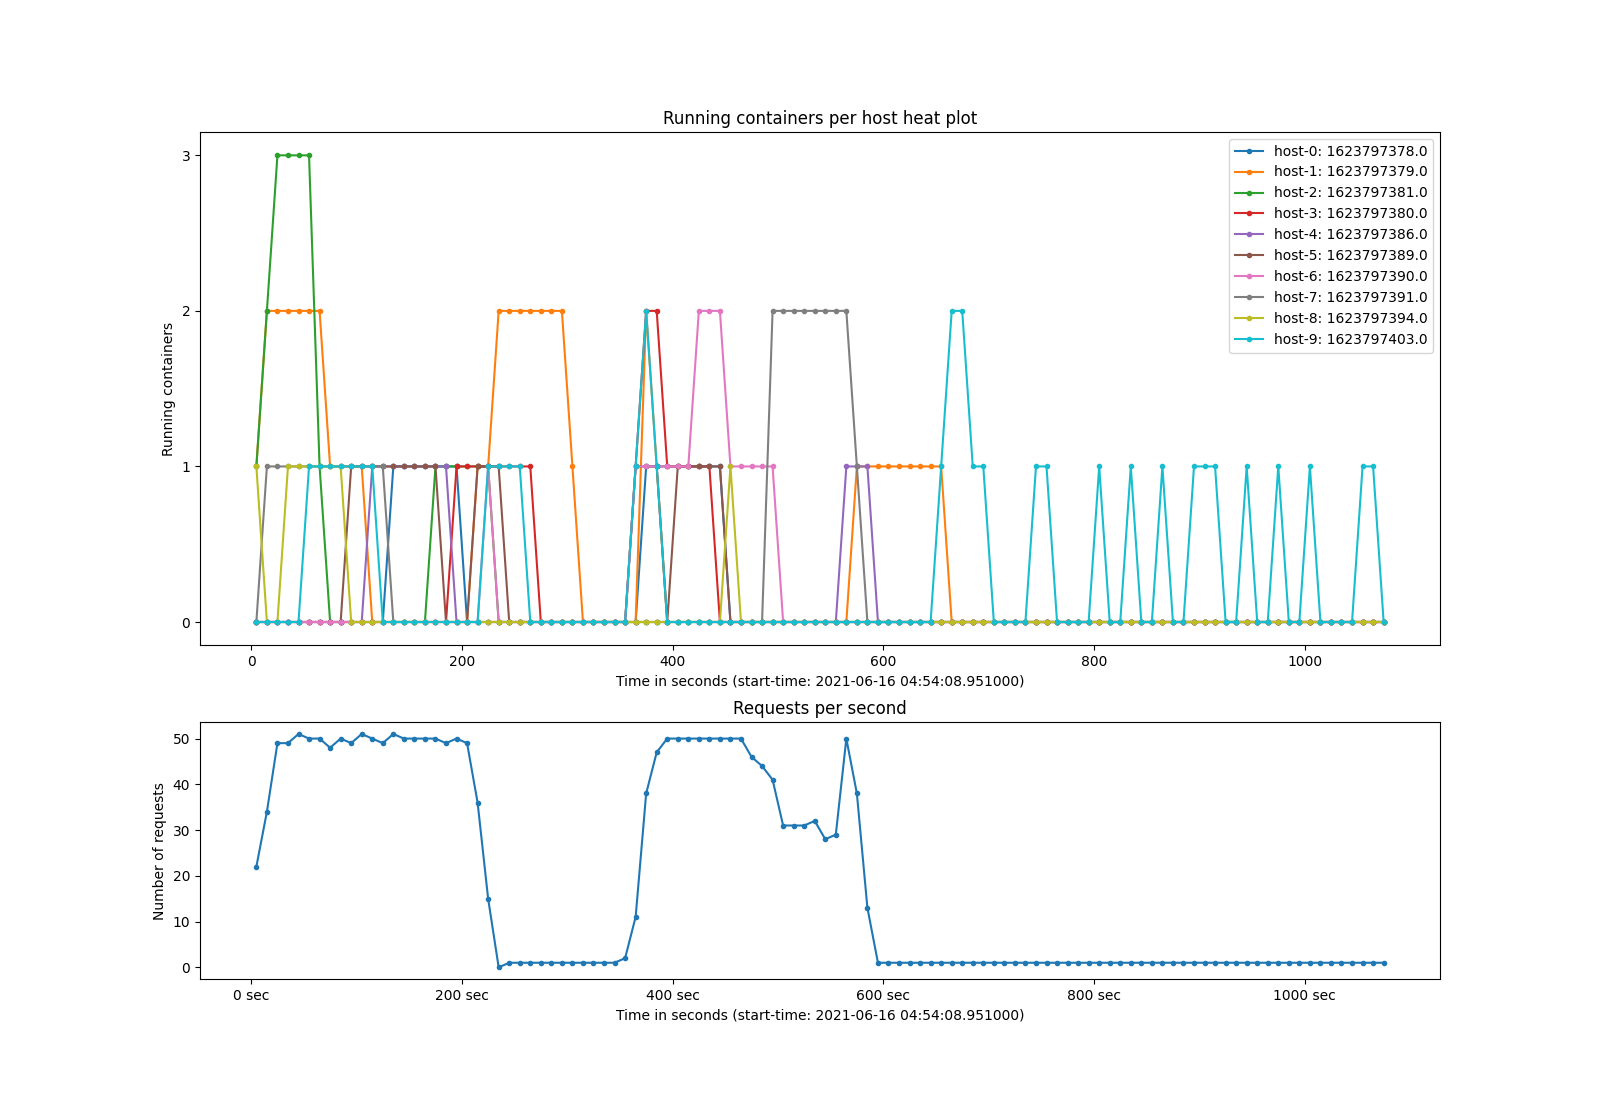 Running containers per host heat plot
3
2
1
0
Running containers
host-0: 1623797378.0
host-1: 1623797379.0
host-2: 1623797381.0
host-3: 1623797380.0
host-4: 1623797386.0
host-5: 1623797389.0
host-6: 1623797390.0
host-7: 1623797391.0
host-8: 1623797394.0
host-9: 1623797403.0
0 200 400 600 800 1000
Time in seconds (start-time: 2021-06-16 04:54:08.951000)
Requests per second
50
40
30
20
10
0
Number of requests
0 sec 200 sec 400 sec 600 sec 800 sec 1000 sec
Time in seconds (start-time: 2021-06-16 04:54:08.951000)